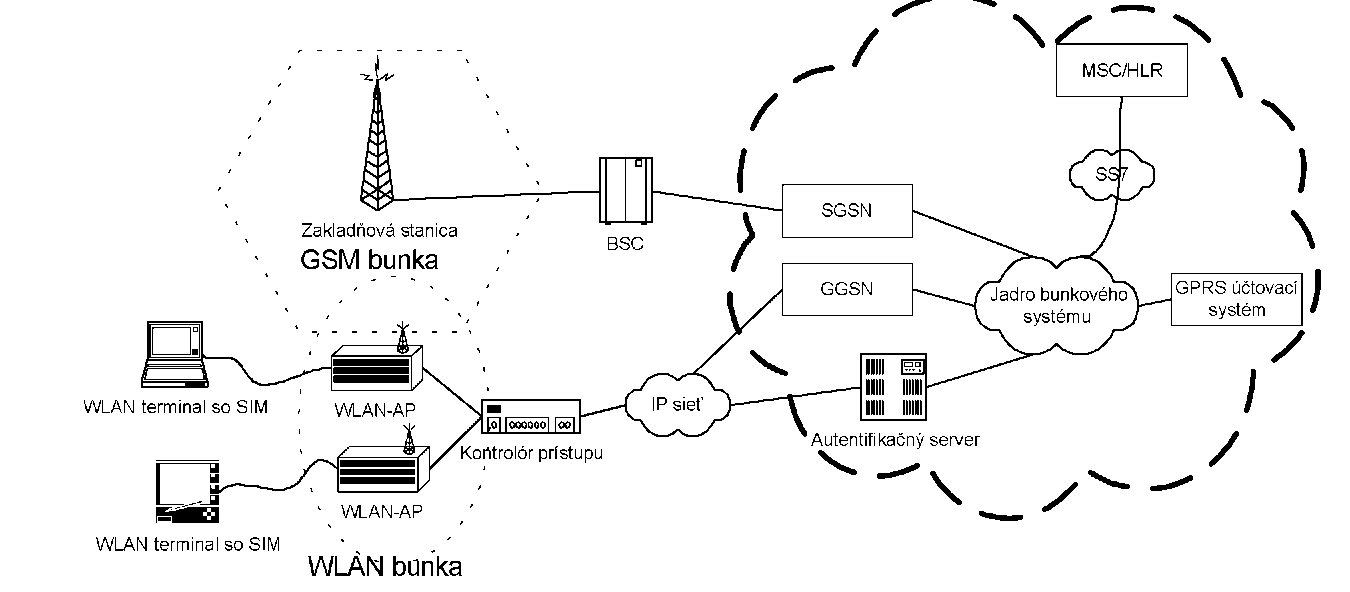 MSC/HLR
SS7
Zakladňová stanica
GSM bunka
BSC
SGSN
GGSN
Jadro bunkového
systému
GPRS účtovací
systém
WLAN terminal so SIM
WLAN-AP
Kontrolór prístupu
IP sieť
Autentifikačný server
WLAN terminal so SIM
WLAN-AP
WLAN bunka